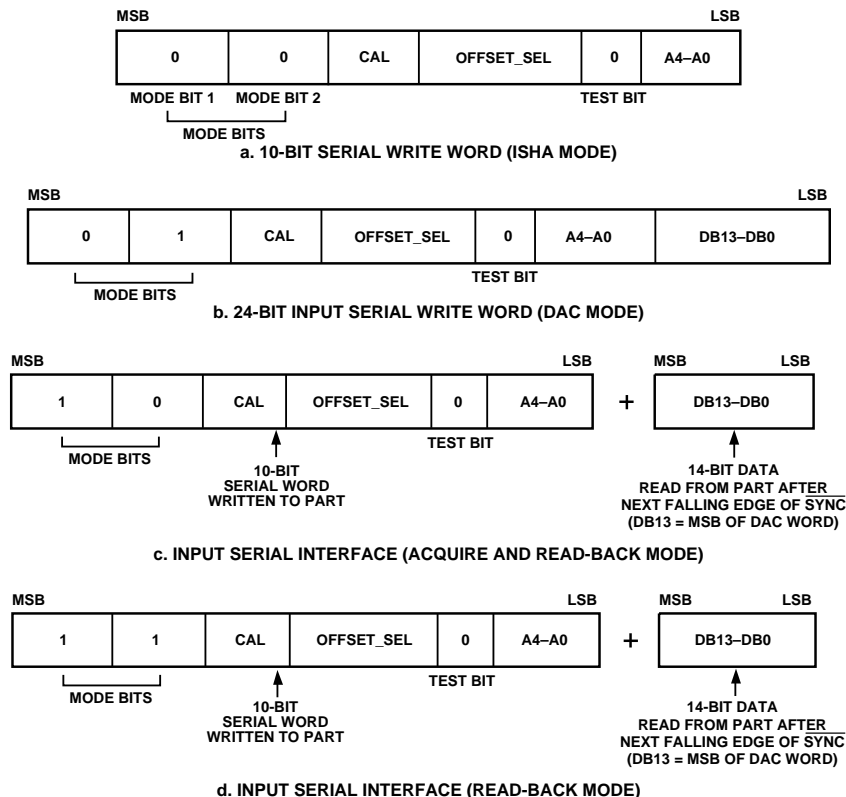 MSB LSB
0 0 CAL OFFSET_SEL 0 A4–A0
MODE BIT 1 MODE BIT 2 TEST BIT
MODE BITS
a. 10-BIT SERIAL WRITE WORD (ISHA MODE)
MSB LSB
0 1 CAL OFFSET_SEL 0 A4–A0 DB13–DB0
MODE BITS TEST BIT
b. 24-BIT INPUT SERIAL WRITE WORD (DAC MODE)
MSB LSB MSB LSB
1 0 CAL OFFSET_SEL 0 A4–A0 + DB13–DB0
MODE BITS TEST BIT
10-BIT
SERIAL WORD
WRITTEN TO PART
14-BIT DATA
READ FROM PART AFTER
NEXT FALLING EDGE OF SYNC
(DB13 = MSB OF DAC WORD)
c. INPUT SERIAL INTERFACE (ACQUIRE AND READ-BACK MODE)
MSB LSB MSB LSB
1 1 CAL OFFSET_SEL 0 A4–A0 + DB13–DB0
MODE BITS TEST BIT
10-BIT
SERIAL WORD
WRITTEN TO PART
14-BIT DATA
READ FROM PART AFTER
NEXT FALLING EDGE OF SYNC
(DB13 = MSB OF DAC WORD)
d. INPUT SERIAL INTERFACE (READ-BACK MODE)